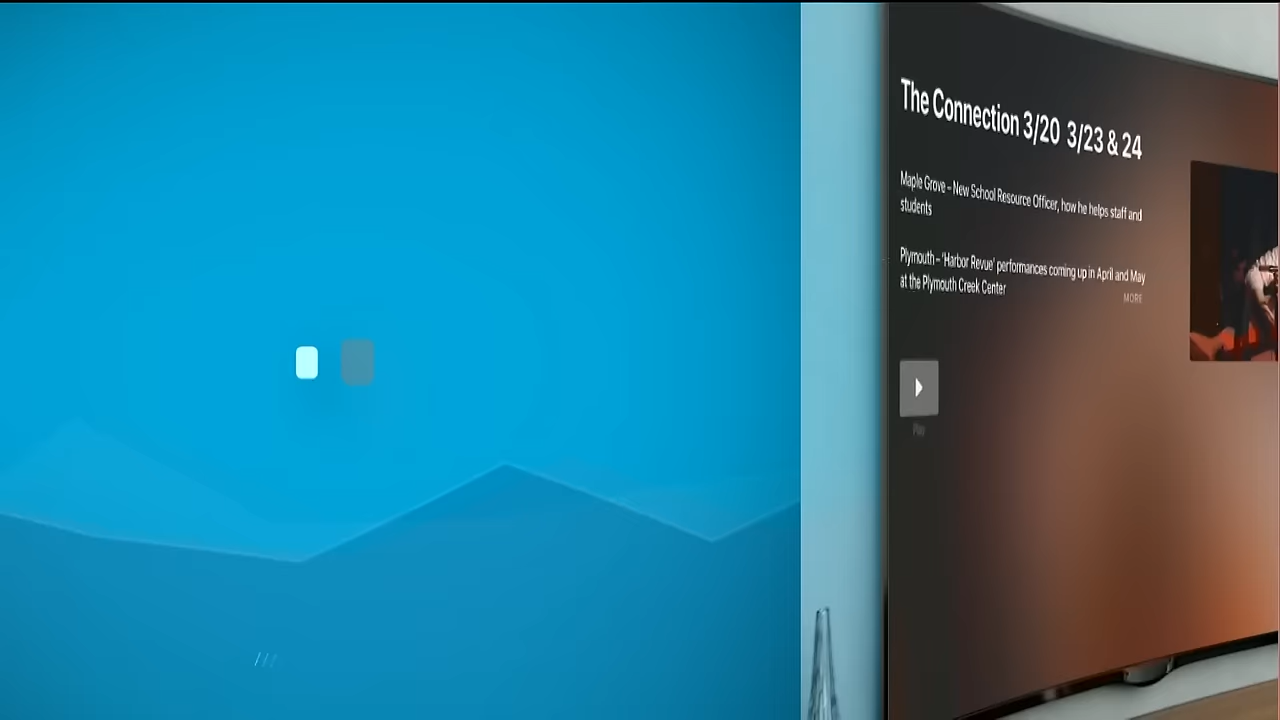 The Connection 3/20 3/23 & 24
Maple Grove – New School Resource Officer, how he helps staff and
students
Plymouth – 'Harbor Revue' performances coming up in April and May
at the Plymouth Creek Center
MORE
Play